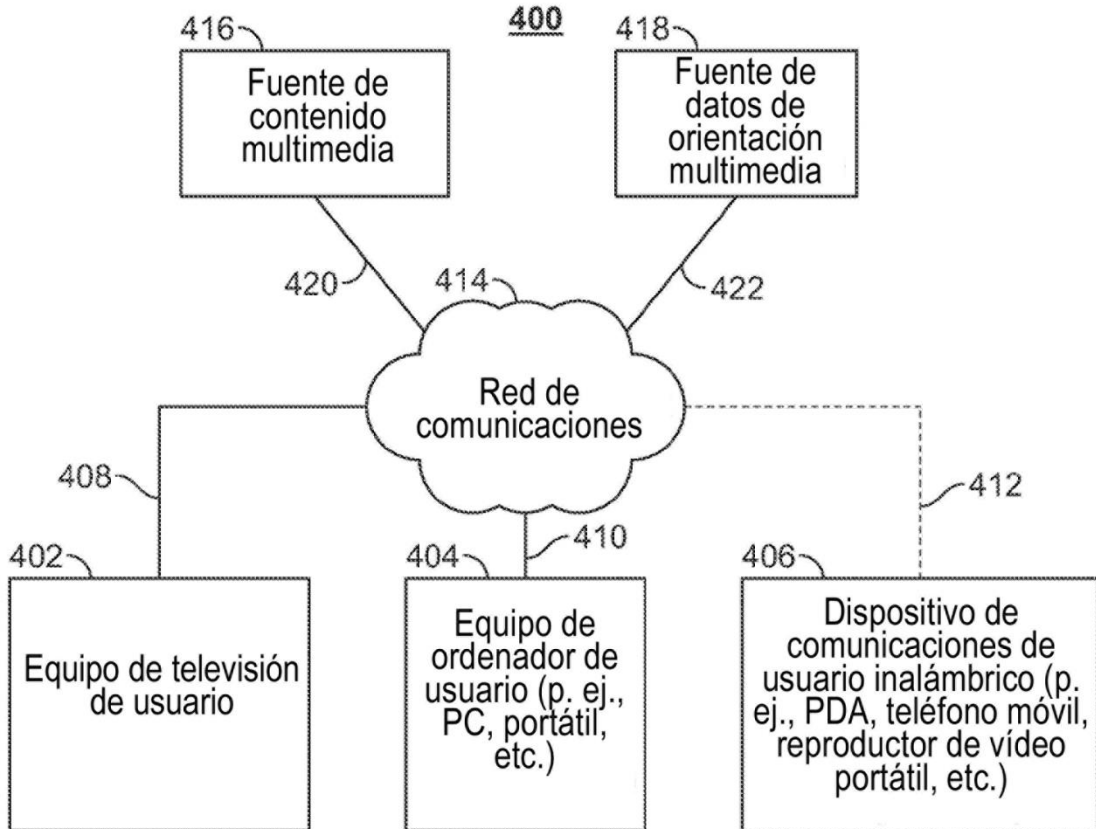 400
416
418
Fuente de
contenido
multimedia
Fuente de
datos de
orientación
multimedia
420
414
422
Red de
comunicaciones
408
412
410
402
404
406
Equipo de televisión
de usuario
Equipo de
ordenador de
usuario (p. ej.,
PC, portátil,
etc.)
Dispositivo de
comunicaciones de
usuario inalámbrico (p.
ej., PDA, teléfono móvil,
reproductor de vídeo
portátil, etc.)